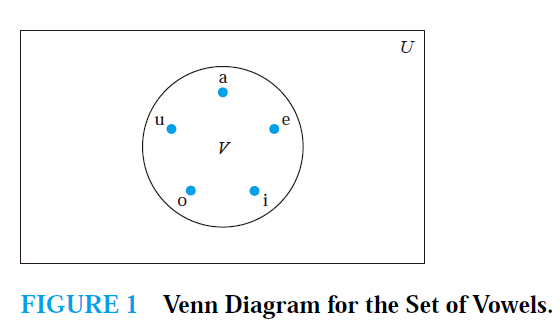 U
a
u
e
V
o
i
FIGURE 1 Venn Diagram for the Set of Vowels.